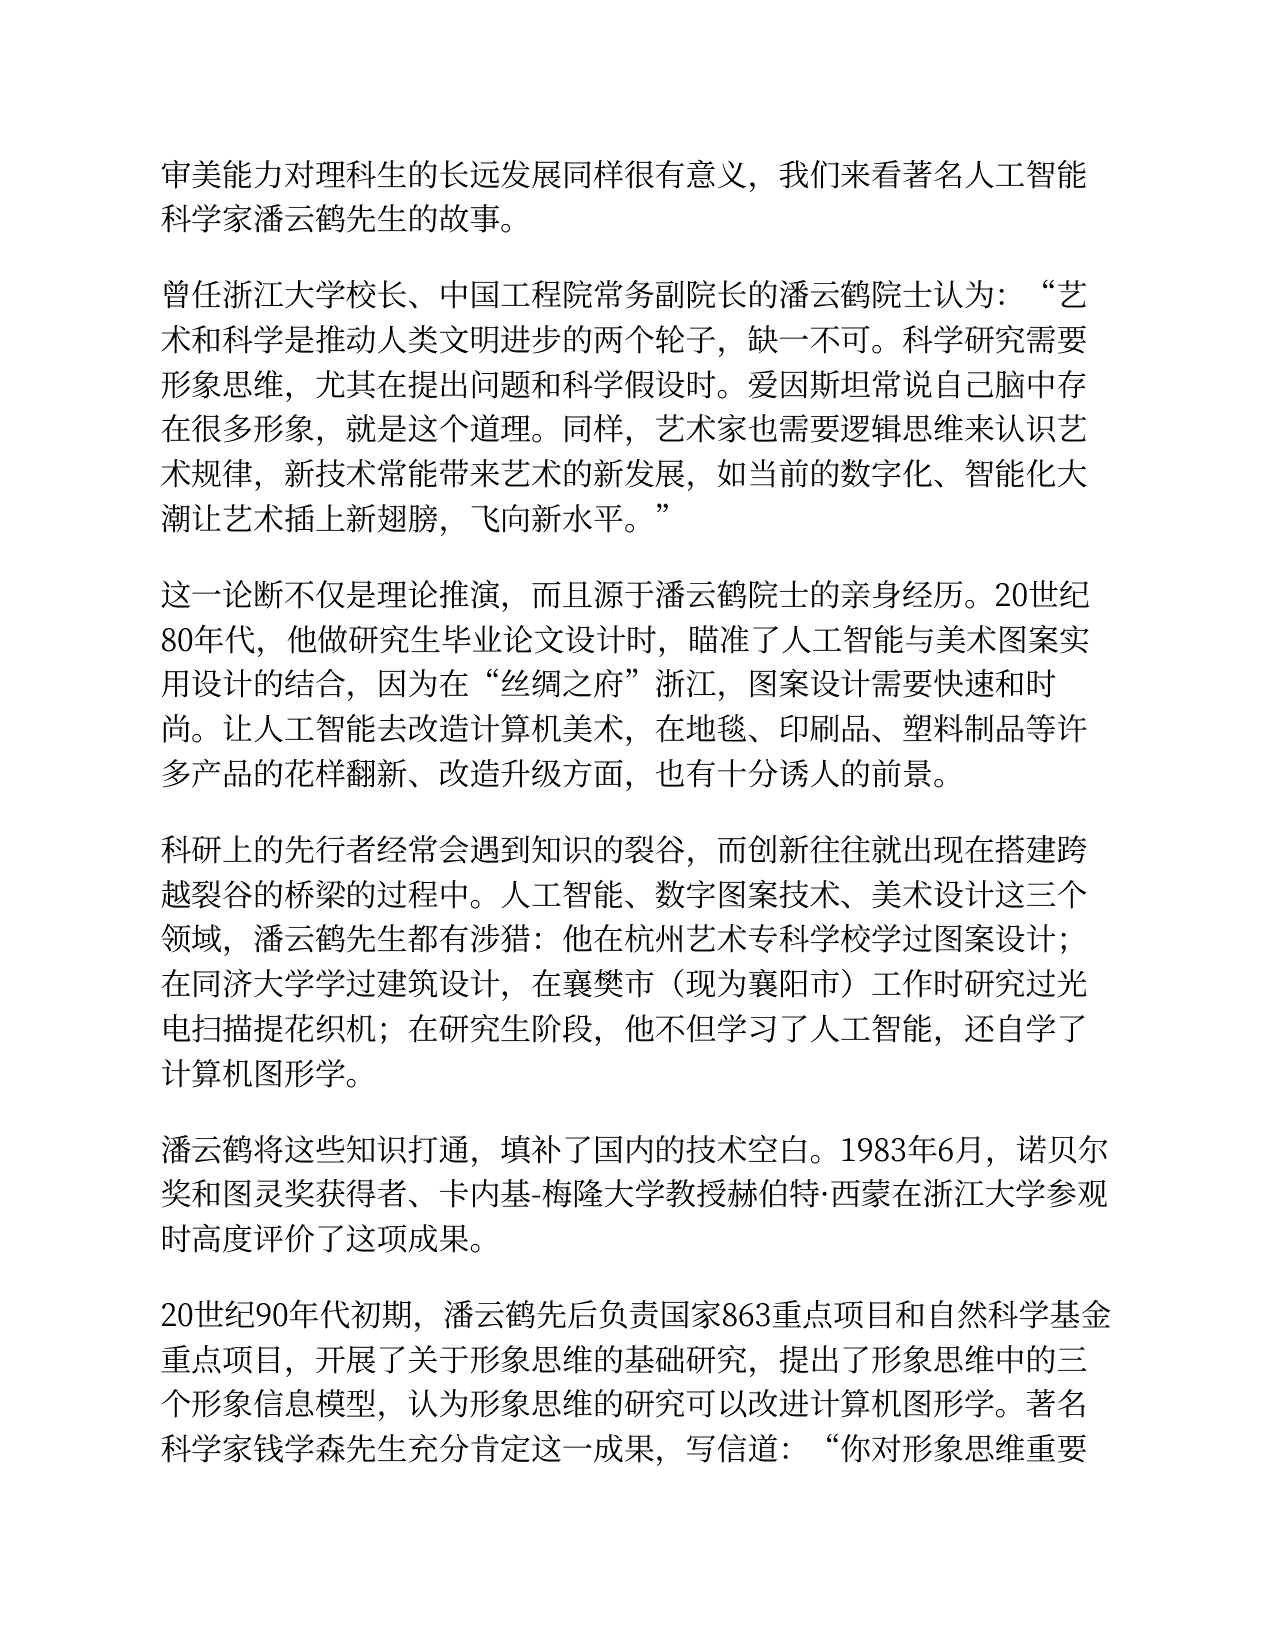 审美能力对理科生的长远发展同样很有意义，我们来看著名人工智能
科学家潘云鹤先生的故事。
曾任浙江大学校长、中国工程院常务副院长的潘云鹤院士认为：“艺
术和科学是推动人类文明进步的两个轮子，缺一不可。科学研究需要
形象思维，尤其在提出问题和科学假设时。爱因斯坦常说自己脑中存
在很多形象，就是这个道理。同样，艺术家也需要逻辑思维来认识艺
术规律，新技术常能带来艺术的新发展，如当前的数字化、智能化大
潮让艺术插上新翅膀，飞向新水平。”
这一论断不仅是理论推演，而且源于潘云鹤院士的亲身经历。20世纪
80年代，他做研究生毕业论文设计时，瞄准了人工智能与美术图案实
用设计的结合，因为在“丝绸之府”浙江，图案设计需要快速和时
尚。让人工智能去改造计算机美术，在地毯、印刷品、塑料制品等许
多产品的花样翻新、改造升级方面，也有十分诱人的前景。
科研上的先行者经常会遇到知识的裂谷，而创新往往就出现在搭建跨
越裂谷的桥梁的过程中。人工智能、数字图案技术、美术设计这三个
领域，潘云鹤先生都有涉猎：他在杭州艺术专科学校学过图案设计；
在同济大学学过建筑设计，在襄樊市（现为襄阳市）工作时研究过光
电扫描提花织机；在研究生阶段，他不但学习了人工智能，还自学了
计算机图形学。
潘云鹤将这些知识打通，填补了国内的技术空白。1983年6月，诺贝尔
奖和图灵奖获得者、卡内基-梅隆大学教授赫伯特·西蒙在浙江大学参观
时高度评价了这项成果。
20世纪90年代初期，潘云鹤先后负责国家863重点项目和自然科学基金
重点项目，开展了关于形象思维的基础研究，提出了形象思维中的三
个形象信息模型，认为形象思维的研究可以改进计算机图形学。著名
科学家钱学森先生充分肯定这一成果，写信道：“你对形象思维重要